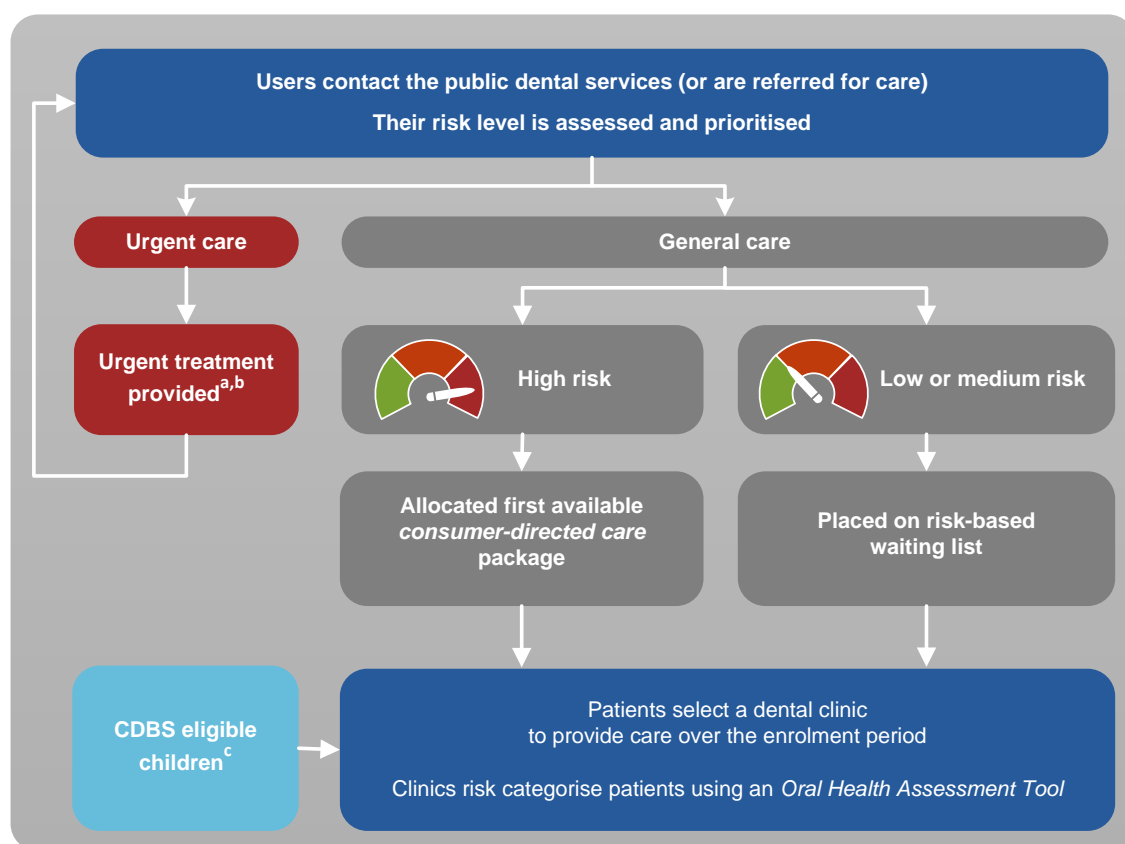 Users contact the public dental services (or are referred for care)
Their risk level is assessed and prioritised
Urgent care
General care
Urgent treatment
provided^a,b
High risk
Low or medium risk
Allocated first available
consumer-directed care
package
Placed on risk-based
waiting list
CDBS eligible
children^c
Patients select a dental clinic
to provide care over the enrolment period
Clinics risk categorise patients using an Oral Health Assessment Tool